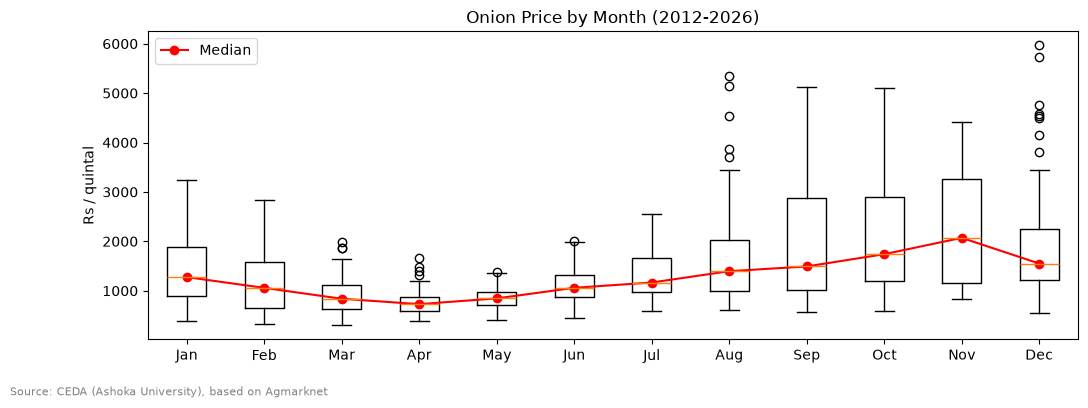 Onion Price by Month (2012-2026)
Median
Rs / quintal
6000
5000
4000
3000
2000
1000
Jan Feb Mar Apr May Jun Jul Aug Sep Oct Nov Dec
Source: CEDA (Ashoka University), based on Agmarknet